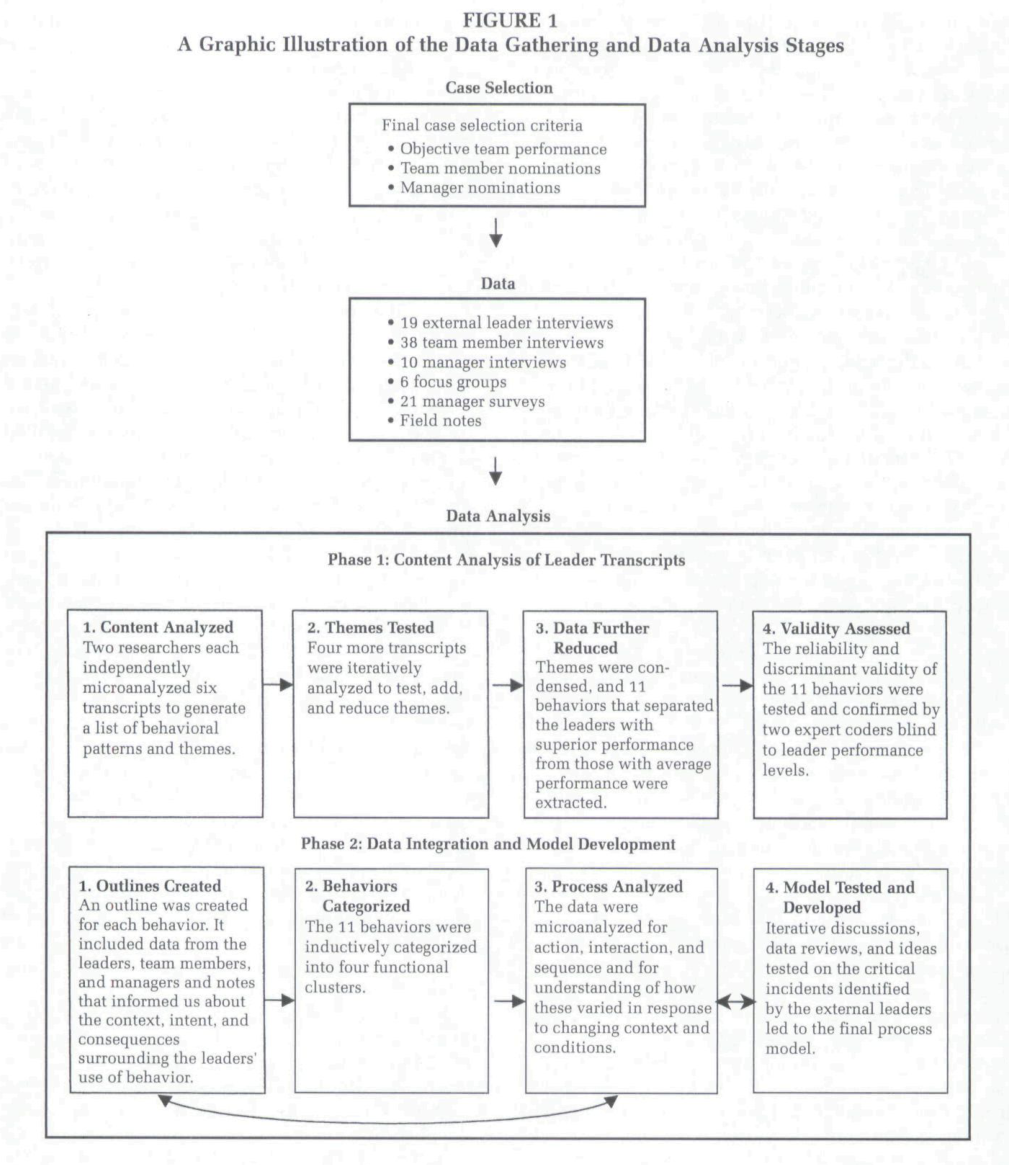 FIGURE 1
A Graphic Illustration of the Data Gathering and Data Analysis Stages
Case Selection
Final case selection criteria
• Objective team performance
• Team member nominations
• Manager nominations
Data
• 19 external leader interviews
• 38 team member interviews
• 10 manager interviews
• 6 focus groups
• 21 manager surveys
• Field notes
Data Analysis
Phase 1: Content Analysis of Leader Transcripts
1. Content Analyzed
Two researchers each
independently
microanalyzed six
transcripts to generate
a list of behavioral
patterns and themes.
2. Themes Tested
Four more transcripts
were iteratively
analyzed to test, add,
and reduce themes.
3. Data Further
Reduced
Themes were con-
densed, and 11
behaviors that separated
the leaders with
superior performance
from those with average
performance were
extracted.
4. Validity Assessed
The reliability and
discriminant validity of
the 11 behaviors were
tested and confirmed by
two expert coders blind
to leader performance
levels.
Phase 2: Data Integration and Model Development
1. Outlines Created
An outline was created
for each behavior. It
included data from the
leaders, team members,
and managers and notes
that informed us about
the context, intent, and
consequences
surrounding the leaders'
use of behavior.
2. Behaviors
Categorized
The 11 behaviors were
inductively categorized
into four functional
clusters.
3. Process Analyzed
The data were
microanalyzed for
action, interaction, and
sequence and for
understanding of how
these varied in response
to changing context and
conditions.
4. Model Tested and
Developed
Iterative discussions,
data reviews, and ideas
tested on the critical
incidents identified
by the external leaders
led to the final process
model.